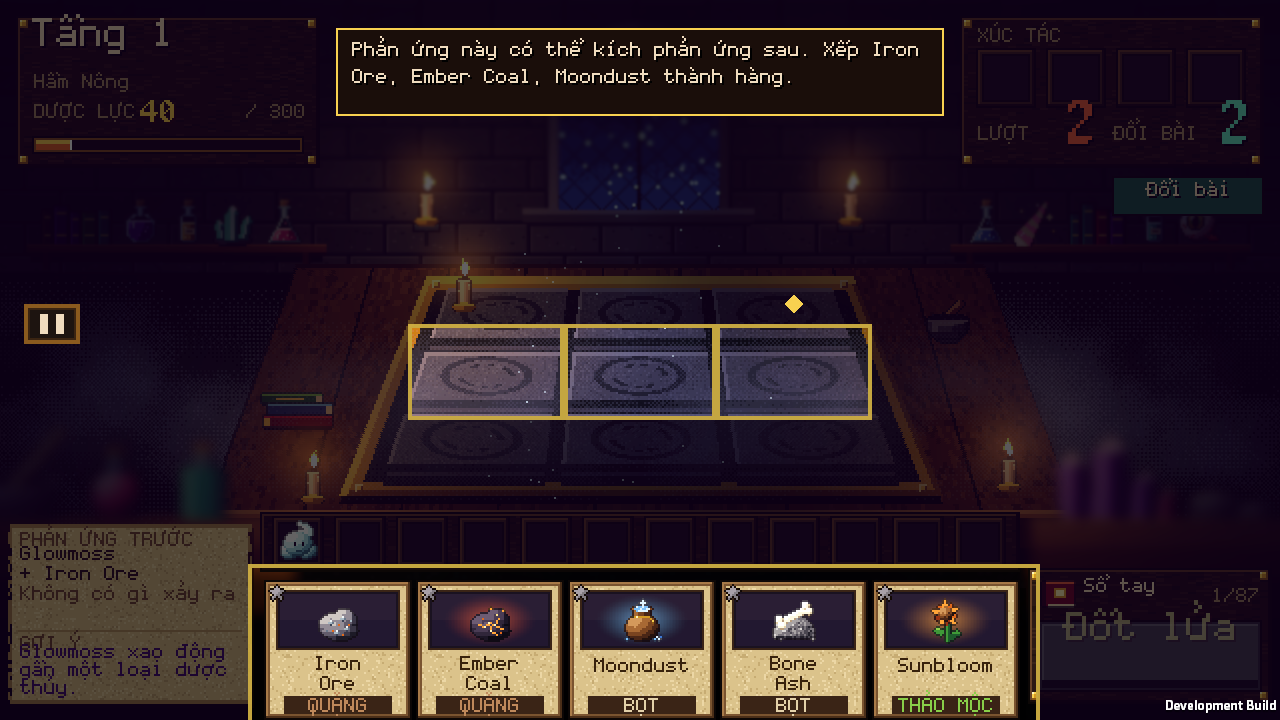 Tầng 1
Hầm Nông
DƯỢC LỰC 40 / 300
Phản ứng này có thể kích phản ứng sau. Xếp Iron
Ore, Ember Coal, Moondust thành hàng.
XÚC TÁC
LƯỢT 2 ĐỔI BÀI 2
Đổi bài
PHẢN ỨNG TRƯỚC
Glowmoss
+ Iron Ore
Không có gì xảy ra
GỢI Ý
Glowmoss xao động
gần một loại dược
thủy.
Iron
Ore
QUẶNG
Ember
Coal
QUẶNG
Moondust
BỘT
Bone
Ash
BỘT
Sunbloom
THẢO MỘC
Sổ tay
1/87
Đốt lửa
Development Build